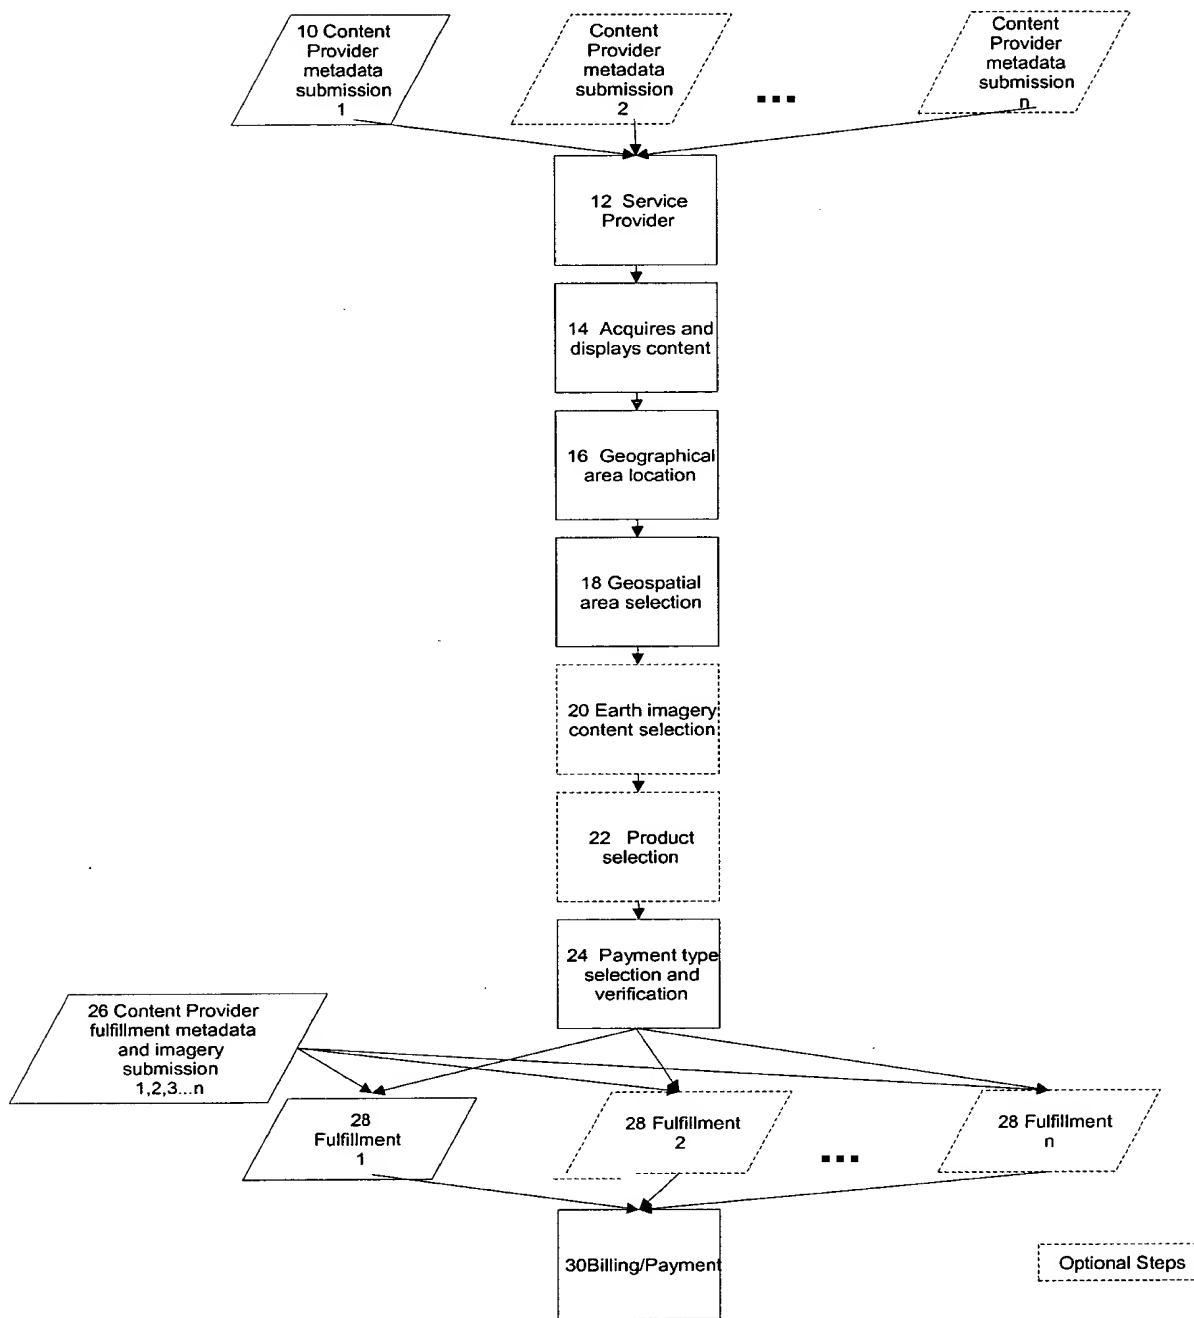 10 Content
Provider
metadata
submission
1
Content
Provider
metadata
submission
2
...
Content
Provider
metadata
submission
n
12 Service
Provider
14 Acquires and
displays content
16 Geographical
area location
18 Geospatial
area selection
20 Earth imagery
content selection
22 Product
selection
24 Payment type
selection and
verification
26 Content Provider
fulfillment metadata
and imagery
submission
1,2,3...n
28
Fulfillment
1
28 Fulfillment
2
...
28 Fulfillment
n
30Billing/Payment
Optional Steps